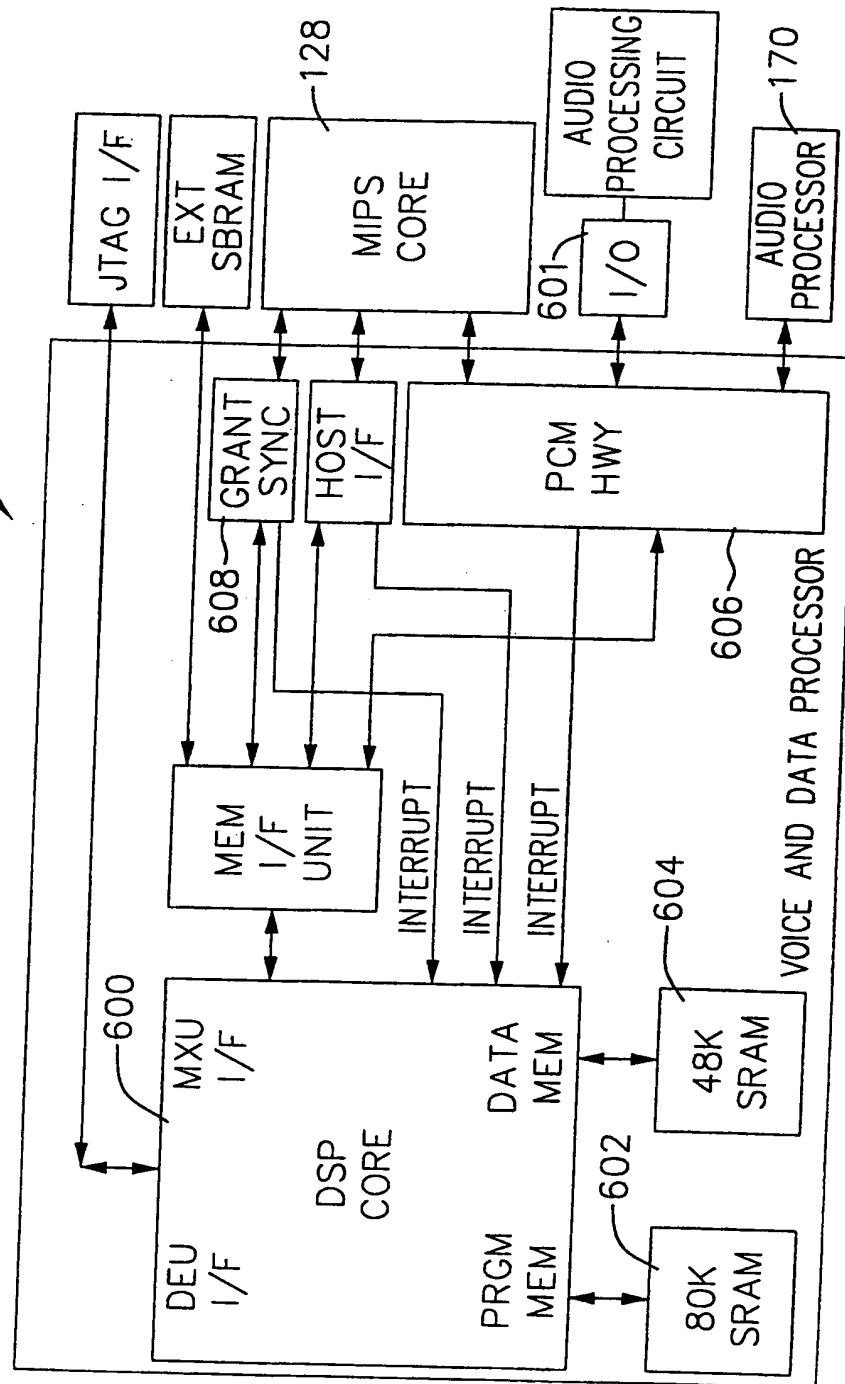 JTAG I/F
EXT
SBRAM
128
MIPS
CORE
601
I/O
AUDIO
PROCESSING
CIRCUIT
AUDIO
PROCESSOR
170
GRANT
SYNC
608
HOST
I/F
PCM
HWY
606
MEM
I/F
UNIT
INTERRUPT
INTERRUPT
INTERRUPT
600
DEU
I/F
MXU
I/F
DSP
CORE
PRGM
MEM
DATA
MEM
602
80K
SRAM
604
48K
SRAM
VOICE AND DATA PROCESSOR